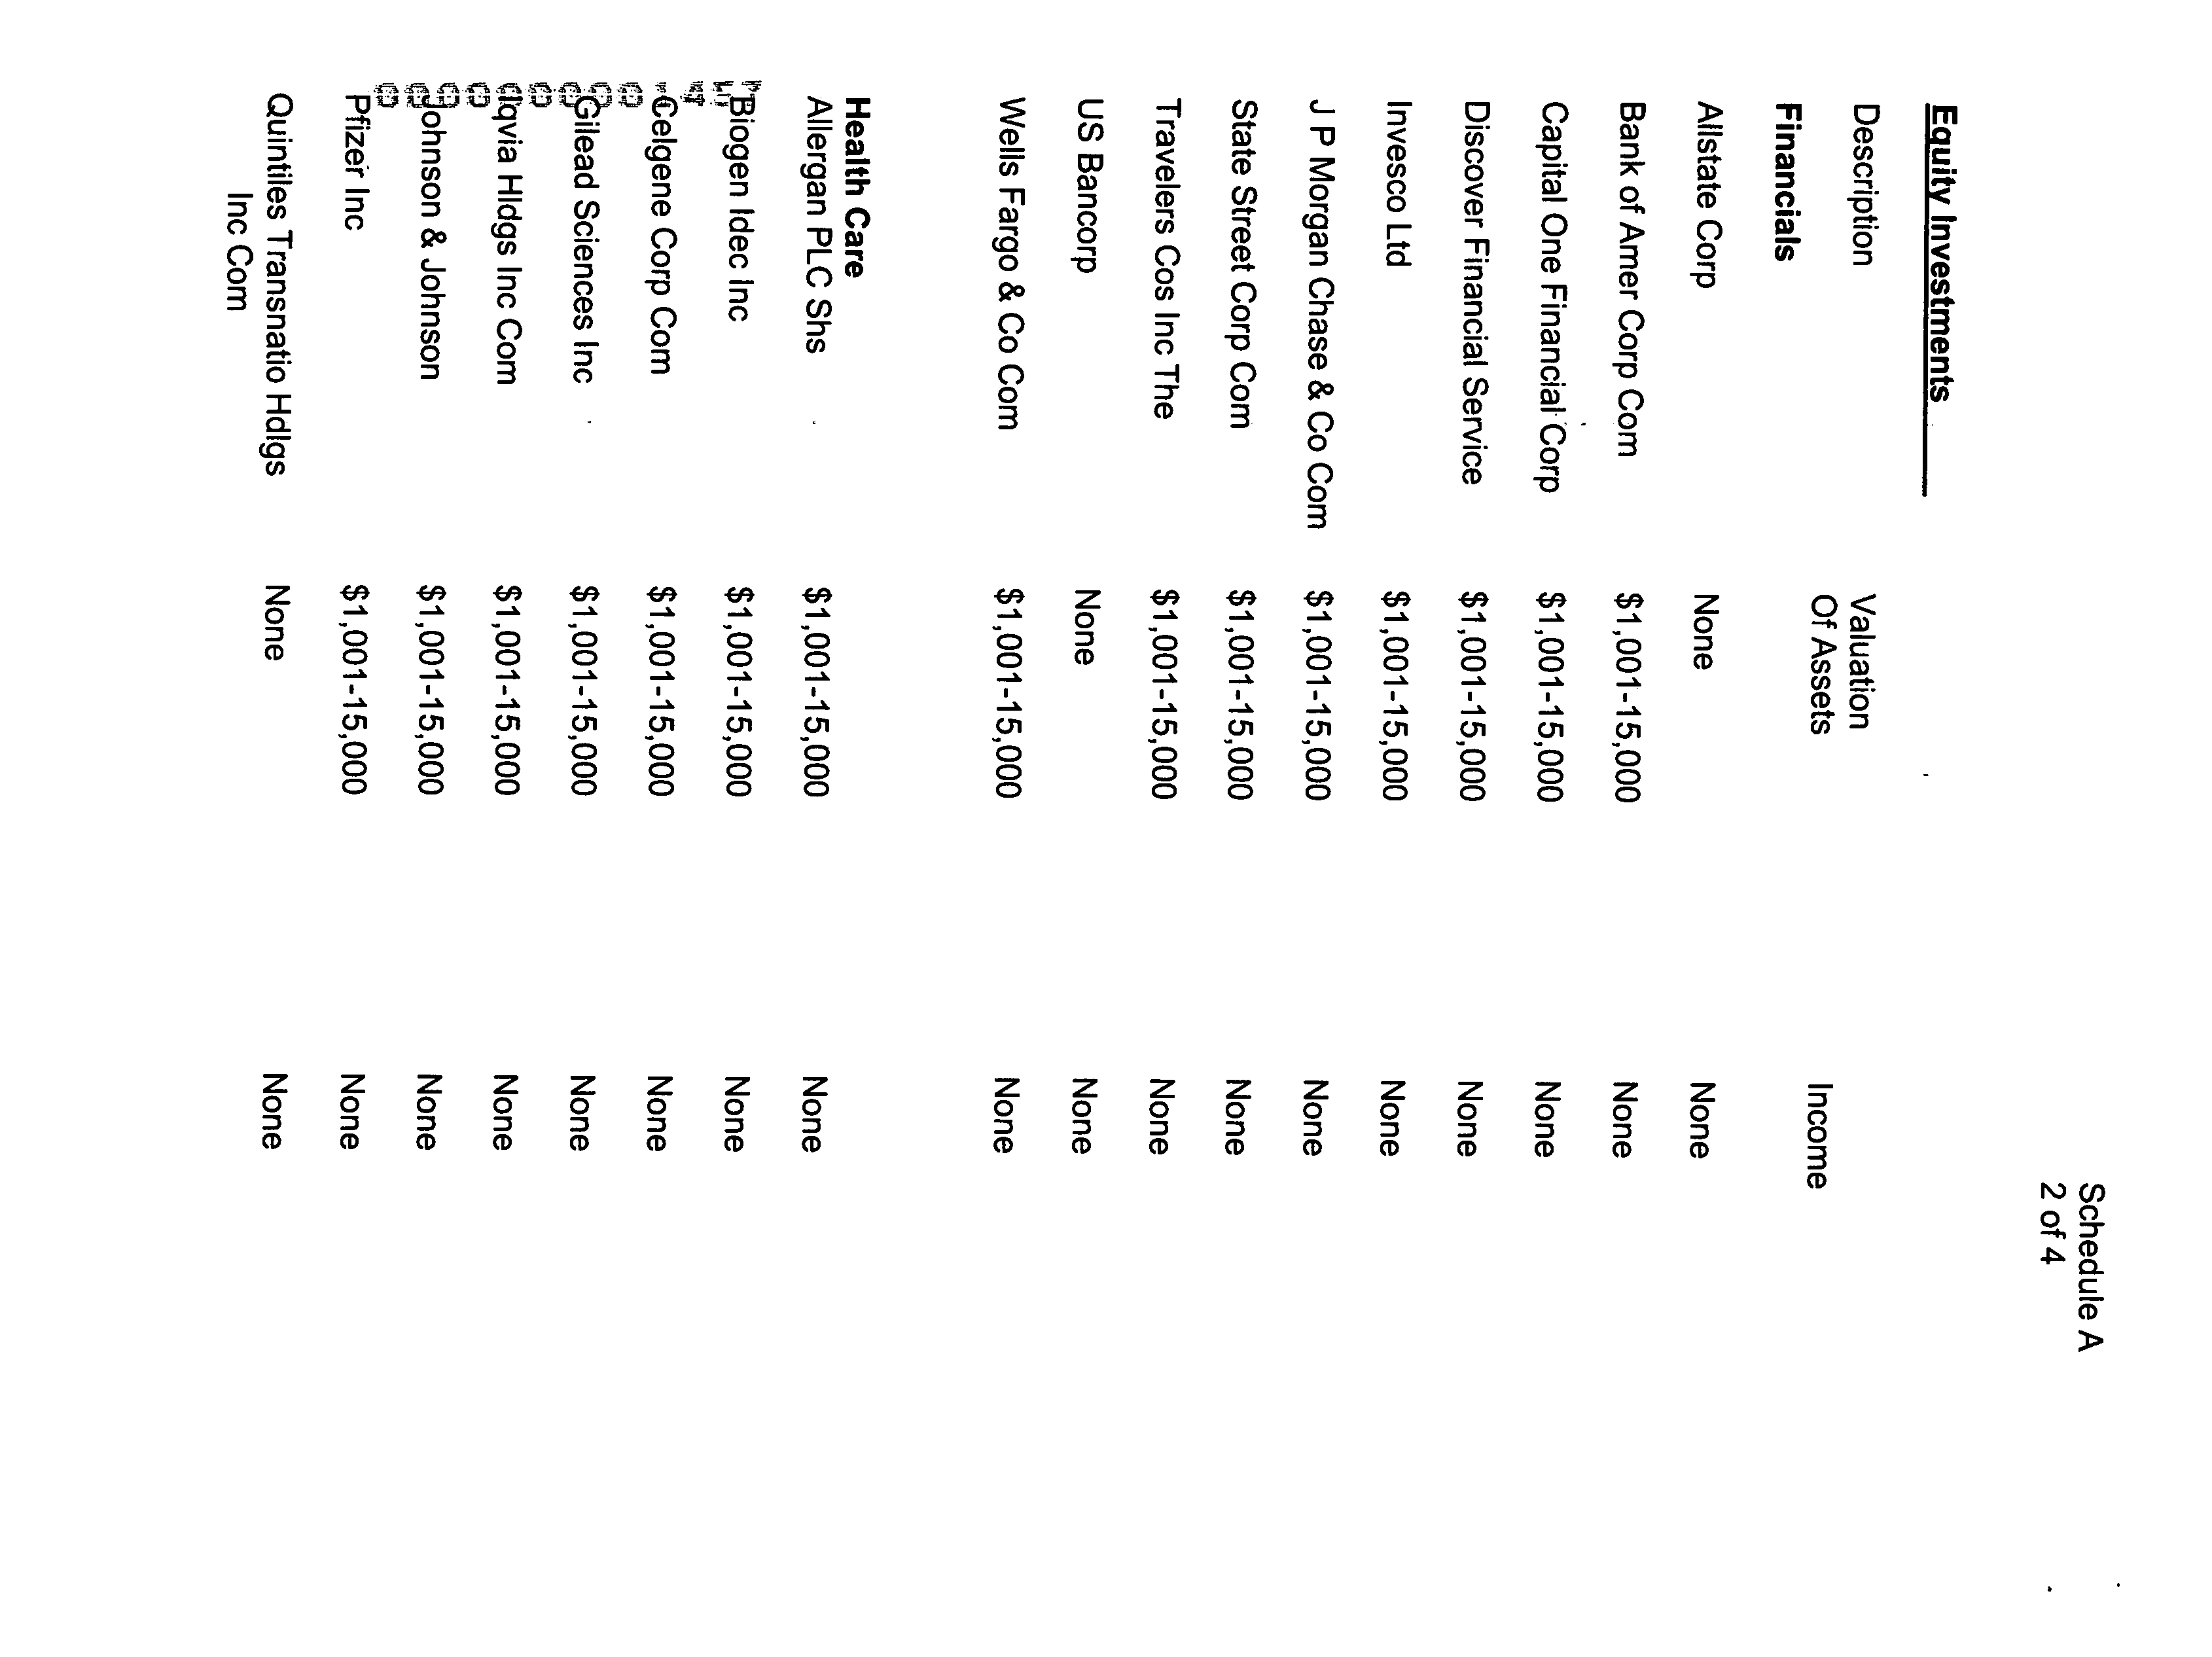 Schedule A
2 of 4
Equity Investments
Description Valuation Of Assets Income
Financials
Allstate Corp None None
Bank of Amer Corp Com $1,001-15,000 None
Capital One Financial Corp $1,001-15,000 None
Discover Financial Service $1,001-15,000 None
Invesco Ltd $1,001-15,000 None
J P Morgan Chase & Co Com $1,001-15,000 None
State Street Corp Com $1,001-15,000 None
Travelers Cos Inc The $1,001-15,000 None
US Bancorp None None
Wells Fargo & Co Com $1,001-15,000 None
Health Care
Allergan PLC Shs $1,001-15,000 None
Biogen Idec Inc $1,001-15,000 None
Celgene Corp Com $1,001-15,000 None
Gilead Sciences Inc $1,001-15,000 None
Iqvia Hldgs Inc Com $1,001-15,000 None
Johnson & Johnson $1,001-15,000 None
Pfizer Inc $1,001-15,000 None
Quintiles Transnatio Hdlgs None None
Inc Com